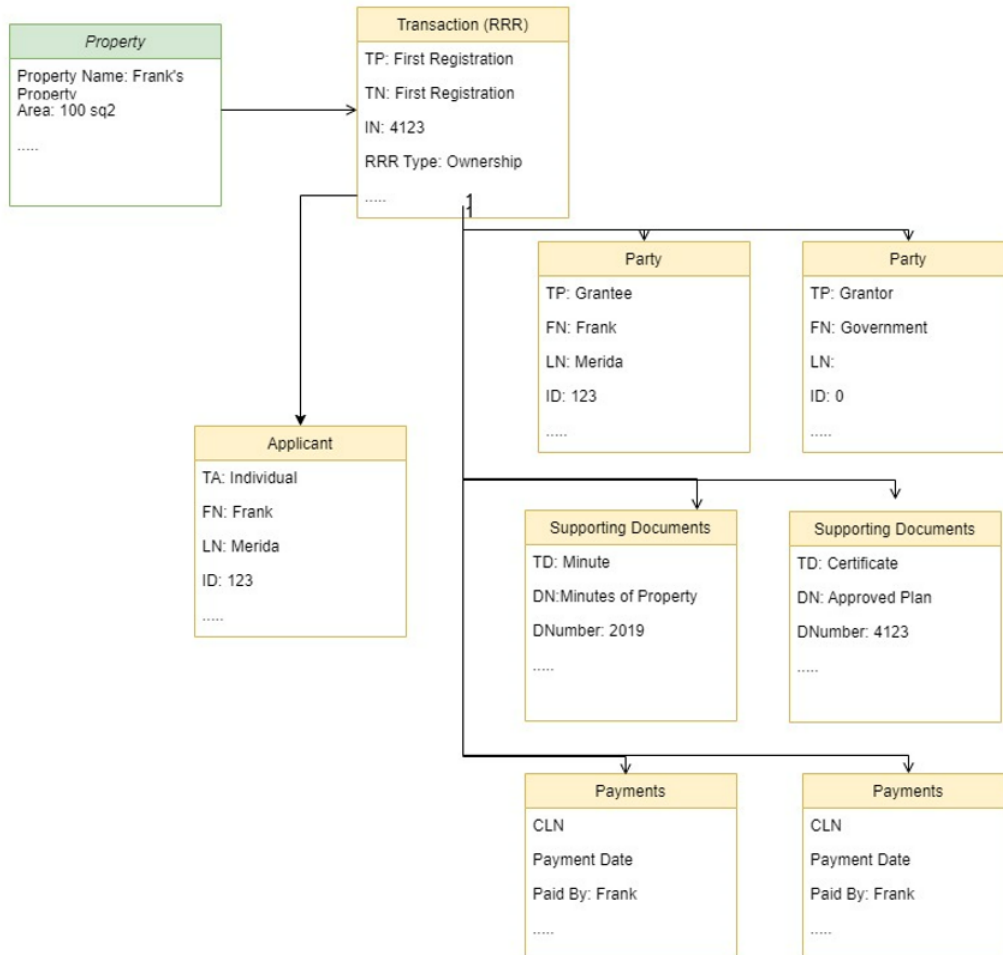 Property
Property Name: Frank's
Property
Area: 100 sq2
.....
Transaction (RRR)
TP: First Registration
TN: First Registration
IN: 4123
RRR Type: Ownership
.....
1
Party
TP: Grantee
FN: Frank
LN: Merida
ID: 123
.....
Party
TP: Grantor
FN: Government
LN:
ID: 0
.....
Applicant
TA: Individual
FN: Frank
LN: Merida
ID: 123
.....
Supporting Documents
TD: Minute
DN:Minutes of Property
DNumber: 2019
.....
Supporting Documents
TD: Certificate
DN: Approved Plan
DNumber: 4123
.....
Payments
CLN
Payment Date
Paid By: Frank
.....
Payments
CLN
Payment Date
Paid By: Frank
.....